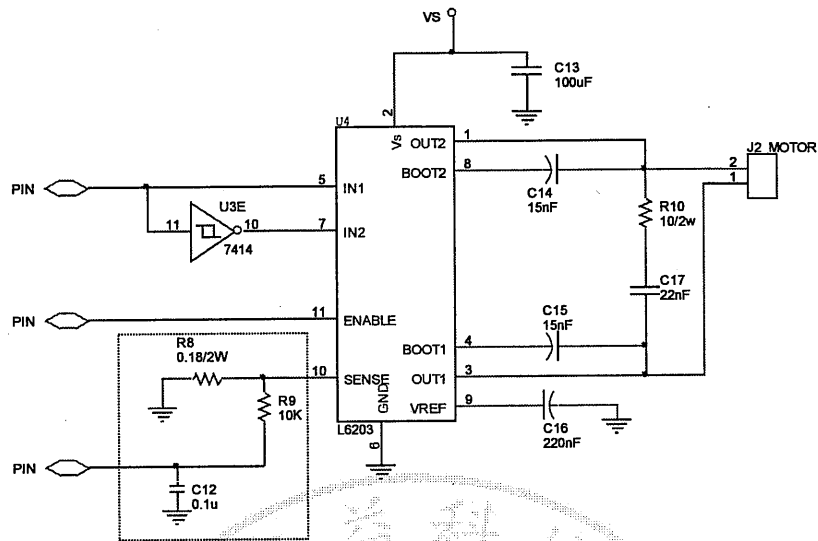 VS
C13
100uF
2
U4
Vs
OUT2
1
J2 MOTOR
BOOT2
8
2
1
PIN
5
IN1
C14
15nF
R10
10/2w
U3E
11
10
7
IN2
7414
C17
22nF
PIN
11
ENABLE
C15
15nF
R8
0.18/2W
BOOT1
4
10
SENSE
OUT1
3
R9
10K
GND
VREF
9
L6203
6
C16
220nF
PIN
C12
0.1u
科